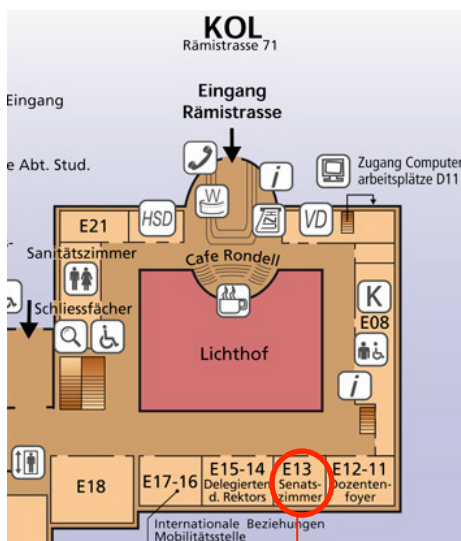 KOL
Rämistrasse 71
Eingang
Eingang
Rämistrasse
e Abt. Stud.
Zugang Computer
arbeitsplätze D11
i
W
E21
HSD
VD
Cafe Rondell
Sanitätszimmer
K
Schliessfächer
E08
Lichthof
i
E18
E17-16
E15-14
Delegierten
d. Rektors
E13
Senats-
zimmer
E12-11
Dozenten-
foyer
Internationale Beziehungen
Mobilitätsstelle